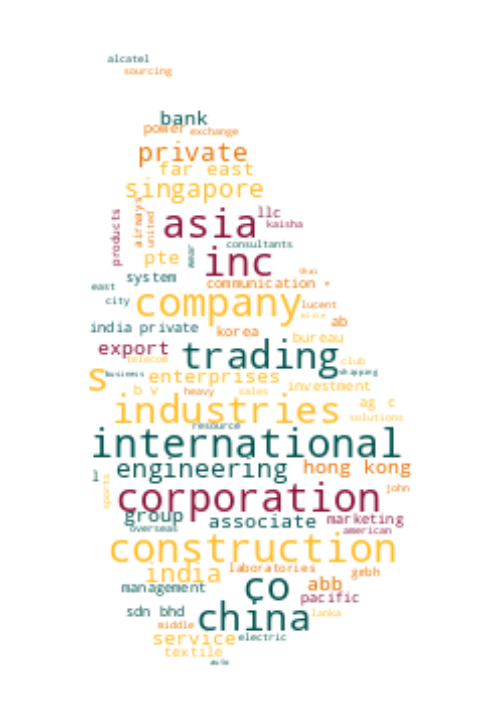 alcatel
sourcing
bank
power exchange
private
far east
singapore
asia llc
kaisha
products airways united
consultants
inc
pte wear
system thai
east communication
city company lucent
ab
india private korea
bureau
export trading
telecom club
s business shipping
enterprises
b v heavy sales investment
industries ag c
solutions
resource
international
l engineering hong kong
sports corporation john
group associate marketing
overseas american
construction
india laboratories gmbh
management co abb
pacific
sdn bhd china lanka
middle
service electric
textile
auto